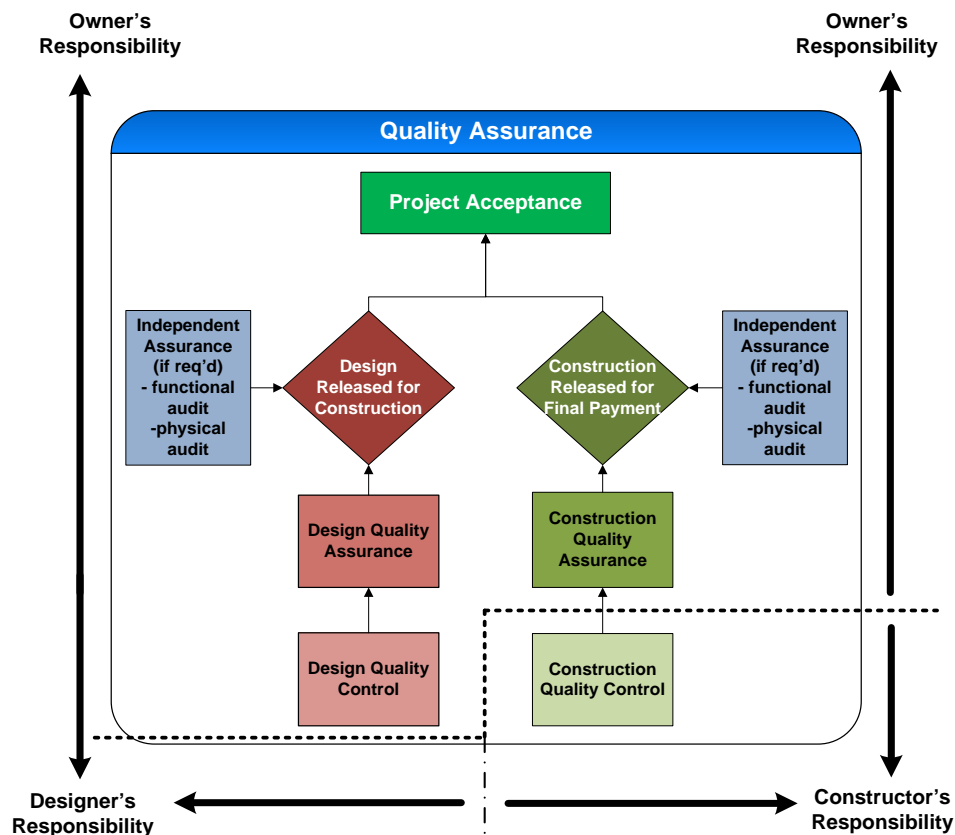 Owner's
Responsibility
Owner's
Responsibility
Quality Assurance
Project Acceptance
Independent
Assurance
(if req'd)
- functional
audit
-physical
audit
Design
Released for
Construction
Construction
Released for
Final Payment
Independent
Assurance
(if req'd)
- functional
audit
-physical
audit
Design Quality
Assurance
Construction
Quality
Assurance
Design Quality
Control
Construction
Quality Control
Designer's
Responsibility
Constructor's
Responsibility